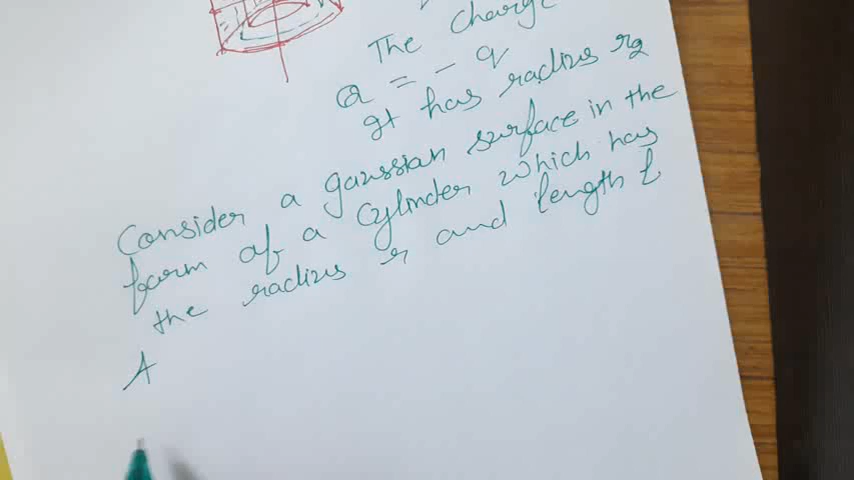 The charge
Q = - q
It has radius r2
Consider a gaussian surface in the
form of a cylinder which has
the radius r and length L
A